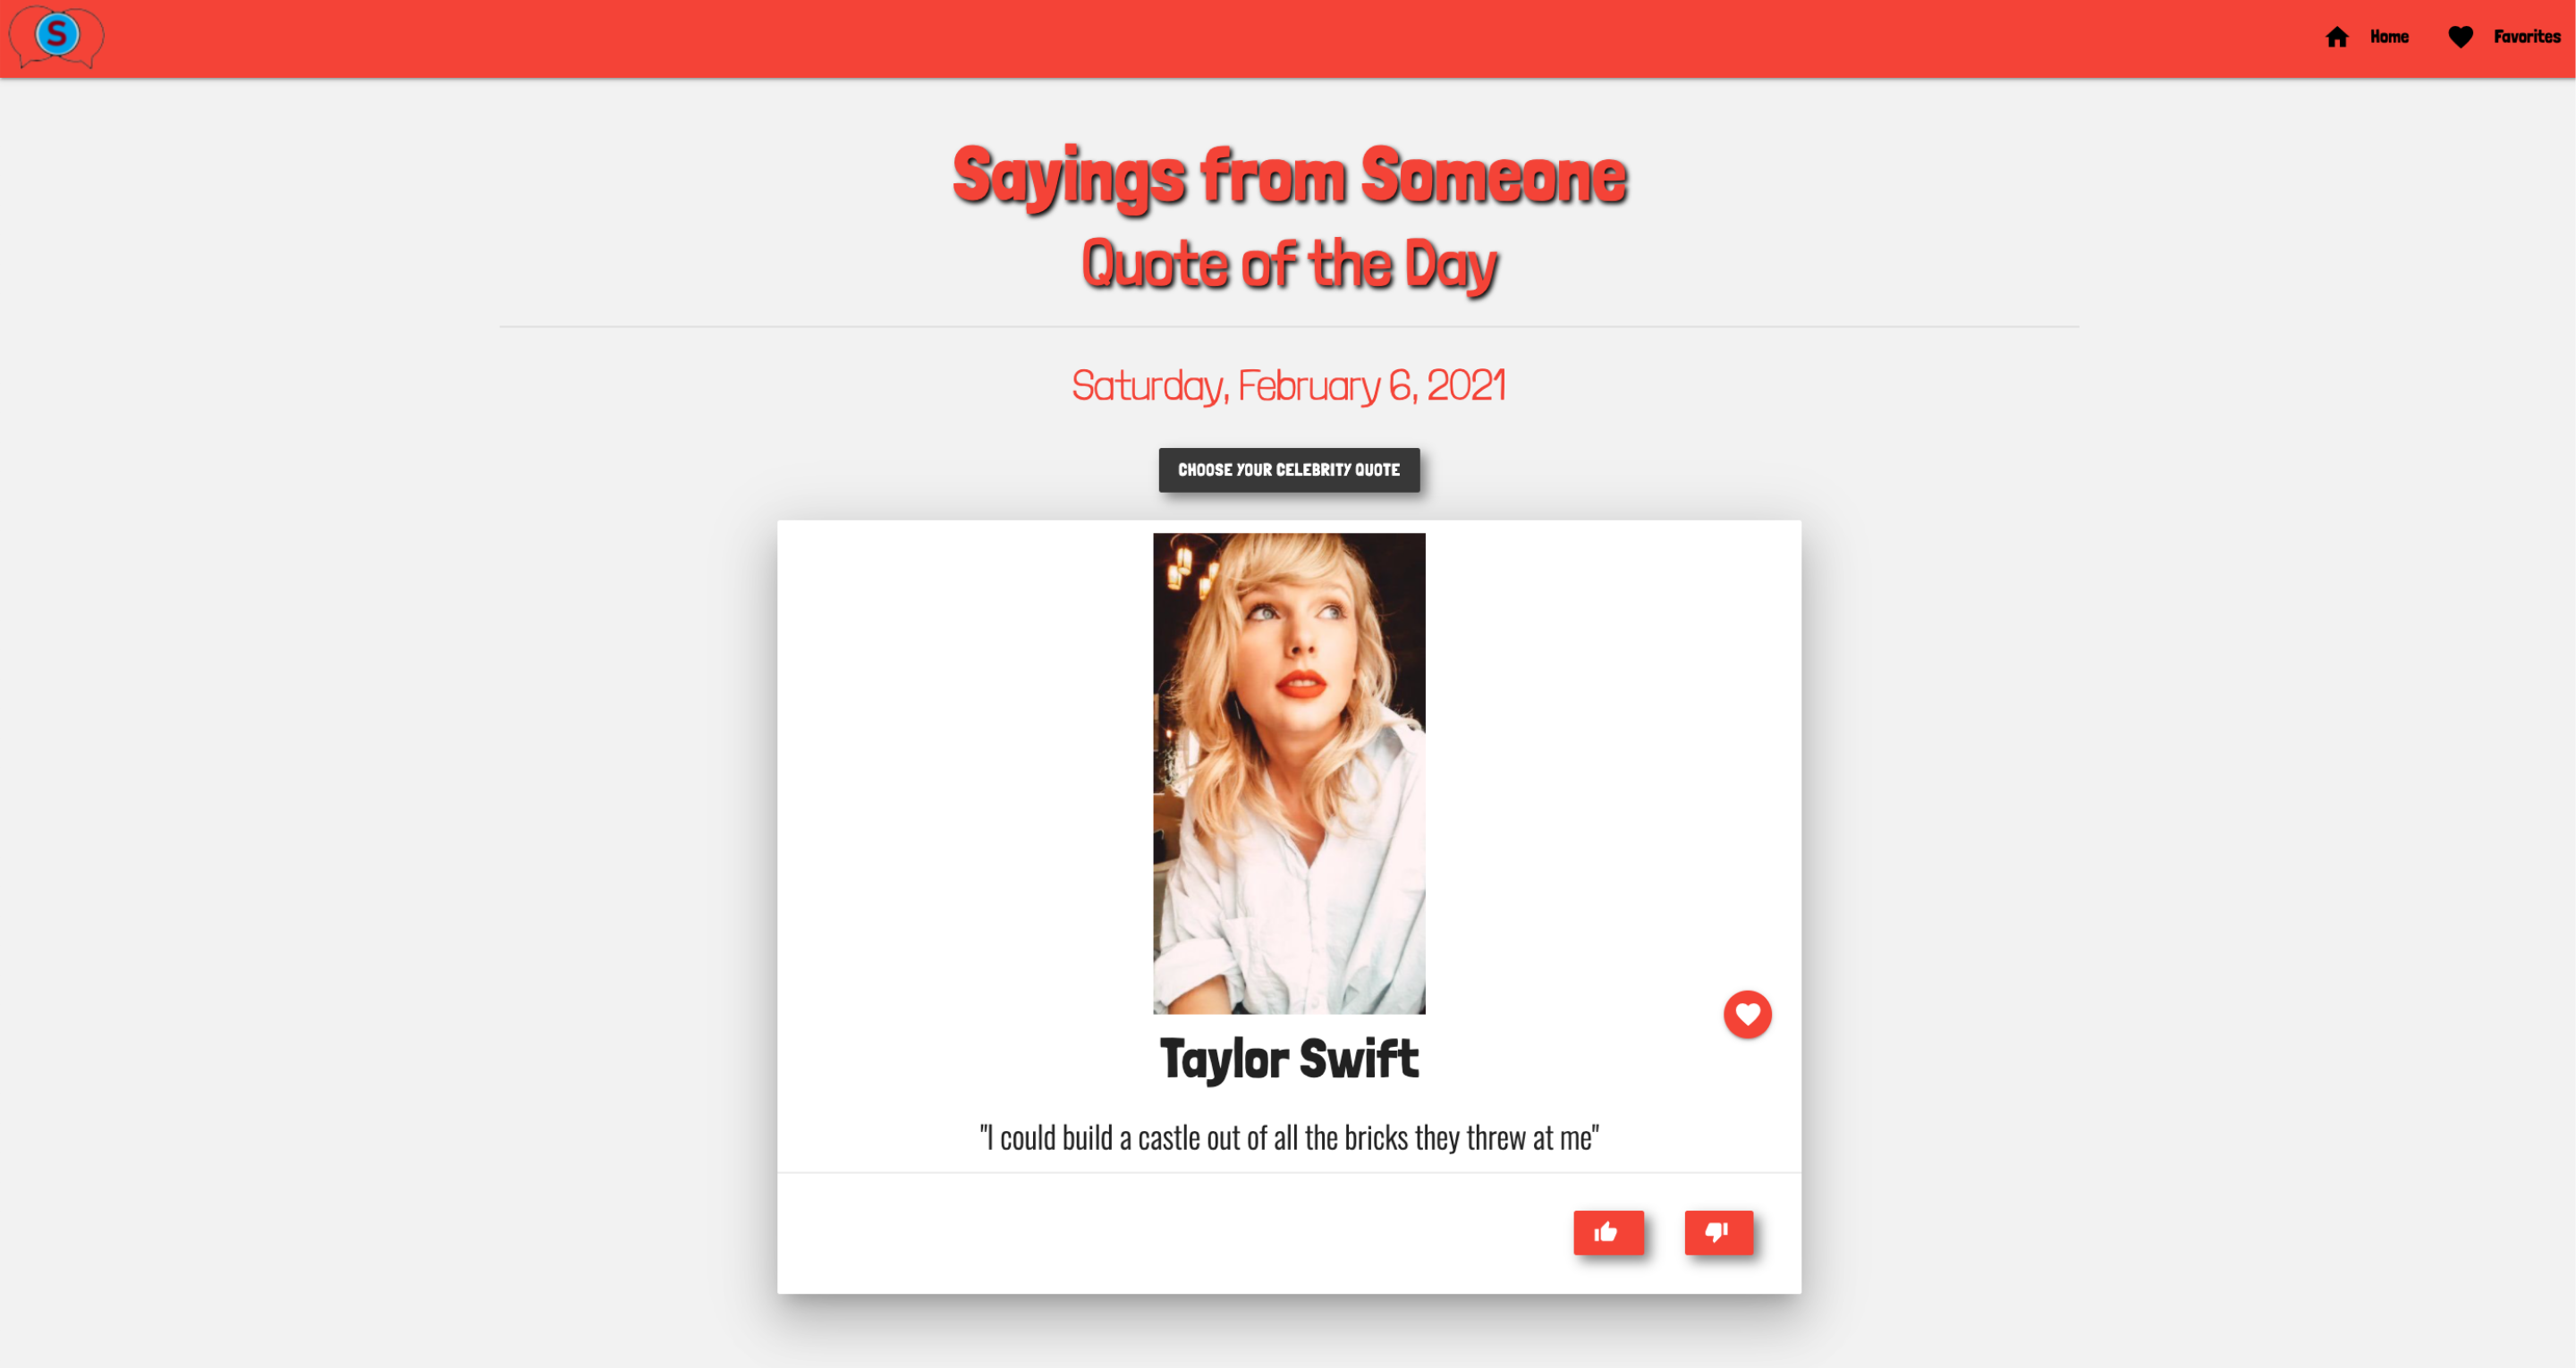 S
Home Favorites
Sayings from Someone
Quote of the Day
Saturday, February 6, 2021
CHOOSE YOUR CELEBRITY QUOTE
Taylor Swift
"I could build a castle out of all the bricks they threw at me"